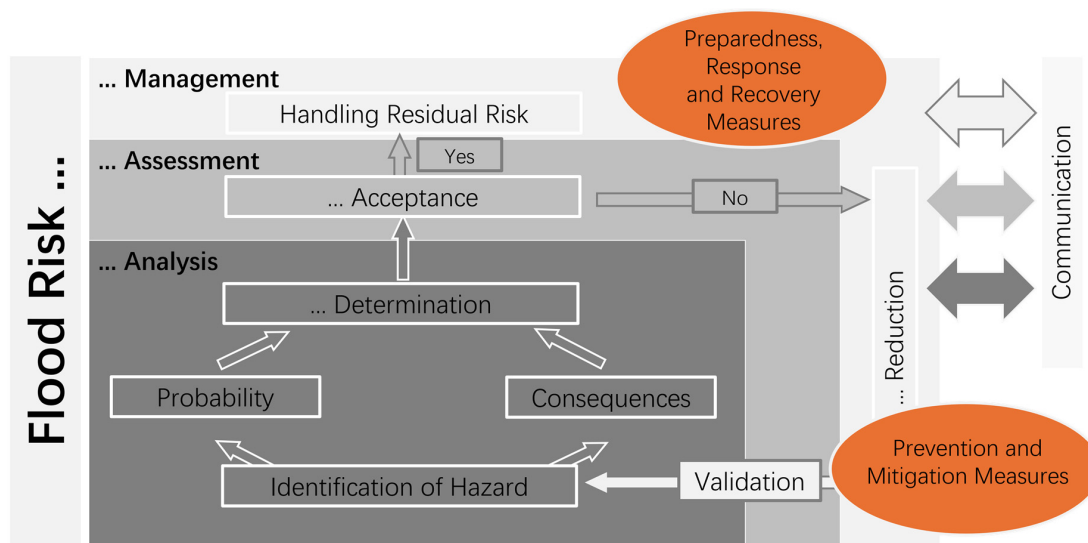 Flood Risk ...
... Management
Preparedness,
Response
and Recovery
Measures
Handling Residual Risk
... Assessment
Yes
... Acceptance
No
... Analysis
... Determination
Probability
Consequences
Identification of Hazard
Validation
... Reduction
Prevention and
Mitigation Measures
Communication